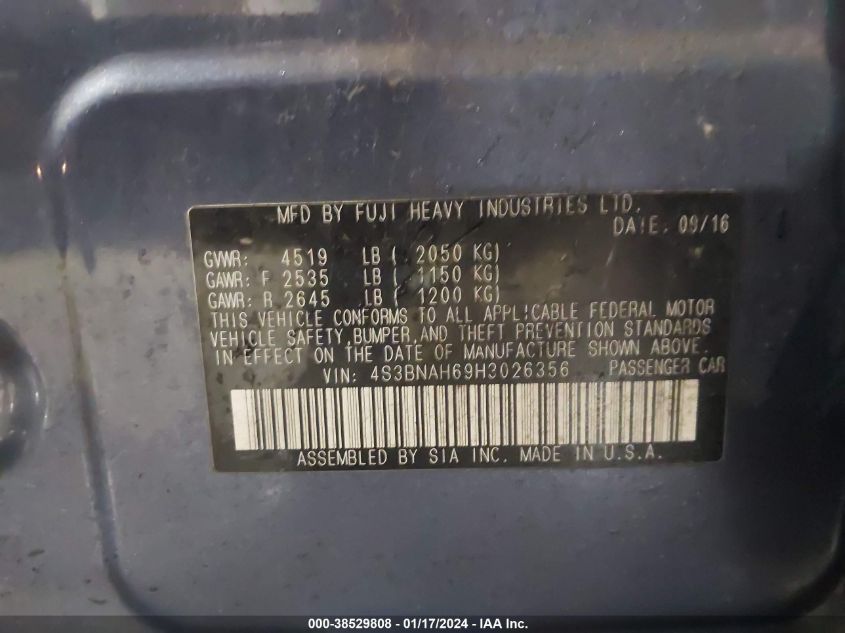 MFD BY FUJI HEAVY INDUSTRIES LTD.
DATE. 09/16
GVWR: 4519 LB ( 2050 KG)
GAWR: F 2535 LB ( 1150 KG)
GAWR: R 2645 LB ( 1200 KG)
THIS VEHICLE CONFORMS TO ALL APPLICABLE FEDERAL MOTOR
VEHICLE SAFETY, BUMPER, AND THEFT PREVENTION STANDARDS
IN EFFECT ON THE DATE OF MANUFACTURE SHOWN ABOVE.
VIN: 4S3BNAH69H3026356 PASSENGER CAR
ASSEMBLED BY SIA INC. MADE IN U.S.A.
000-38529808 - 01/17/2024 - IAA Inc.